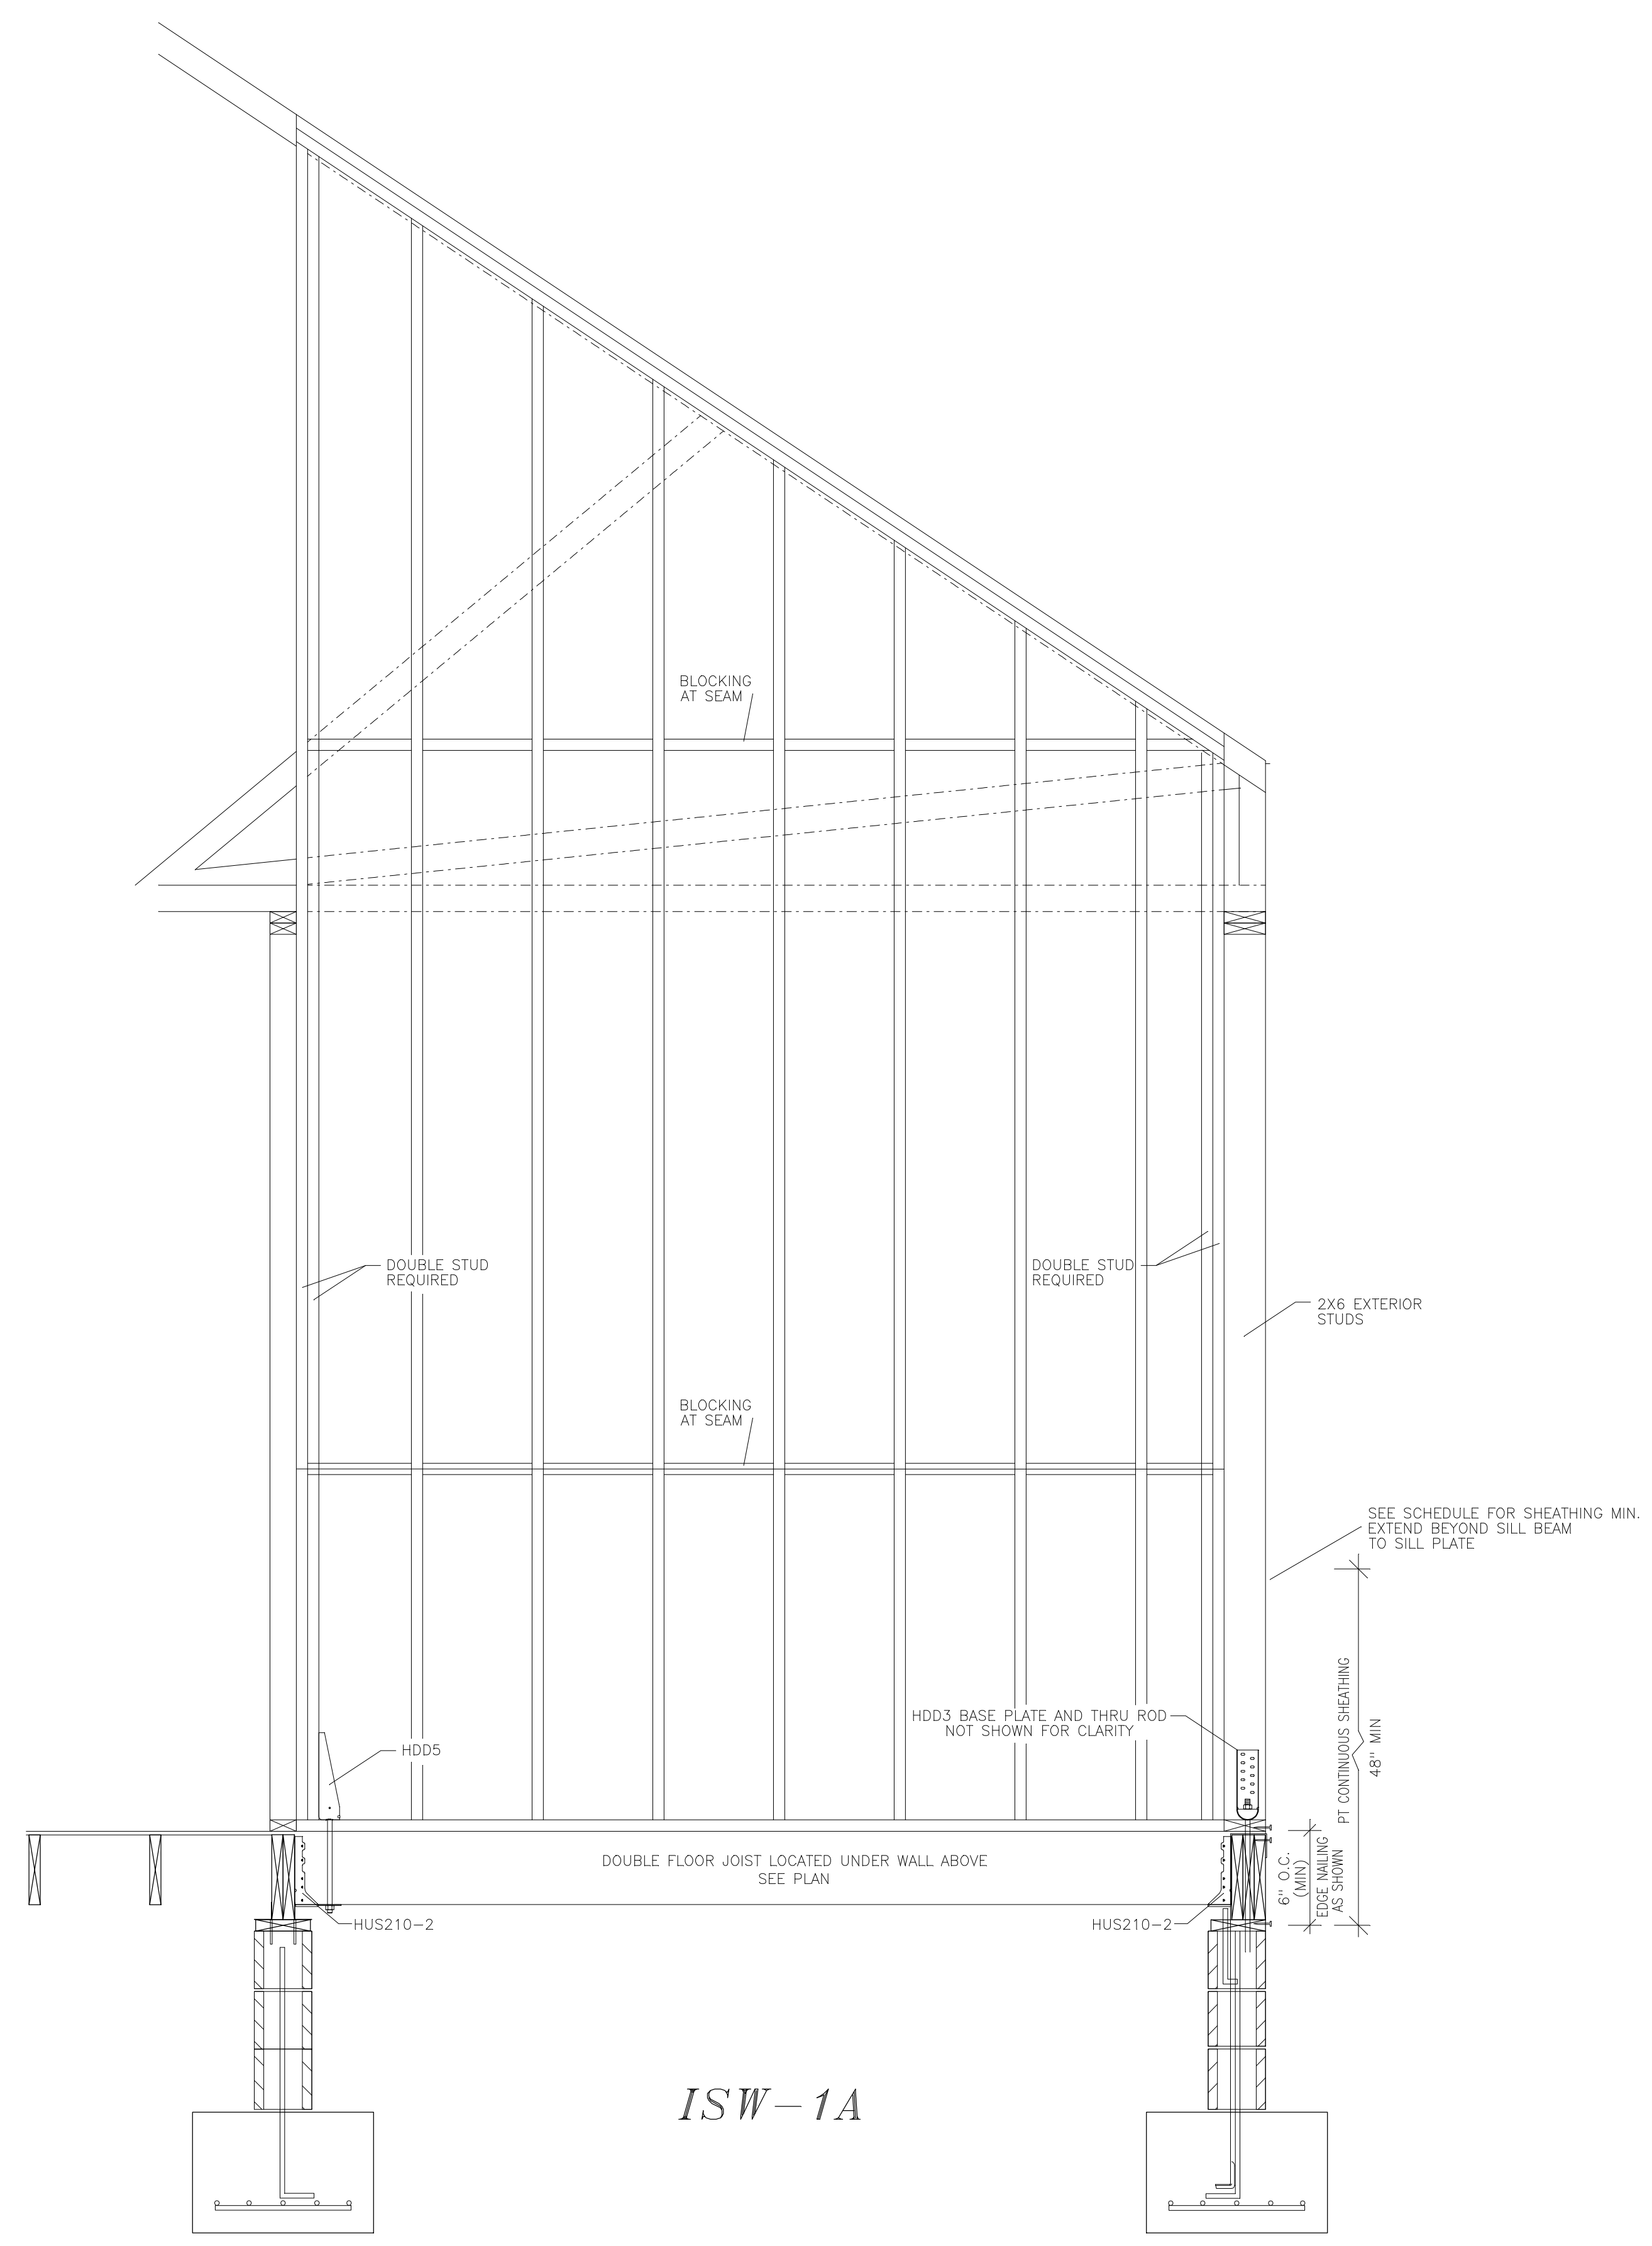 BLOCKING
AT SEAM
DOUBLE STUD
REQUIRED
DOUBLE STUD
REQUIRED
2X6 EXTERIOR
STUDS
BLOCKING
AT SEAM
SEE SCHEDULE FOR SHEATHING MIN.
EXTEND BEYOND SILL BEAM
TO SILL PLATE
PT CONTINUOUS SHEATHING
48" MIN
HDD3 BASE PLATE AND THRU ROD
NOT SHOWN FOR CLARITY
HDD5
DOUBLE FLOOR JOIST LOCATED UNDER WALL ABOVE
SEE PLAN
6" O.C.
(MIN)
EDGE NAILING
AS SHOWN
HUS210-2
HUS210-2
ISW-1A